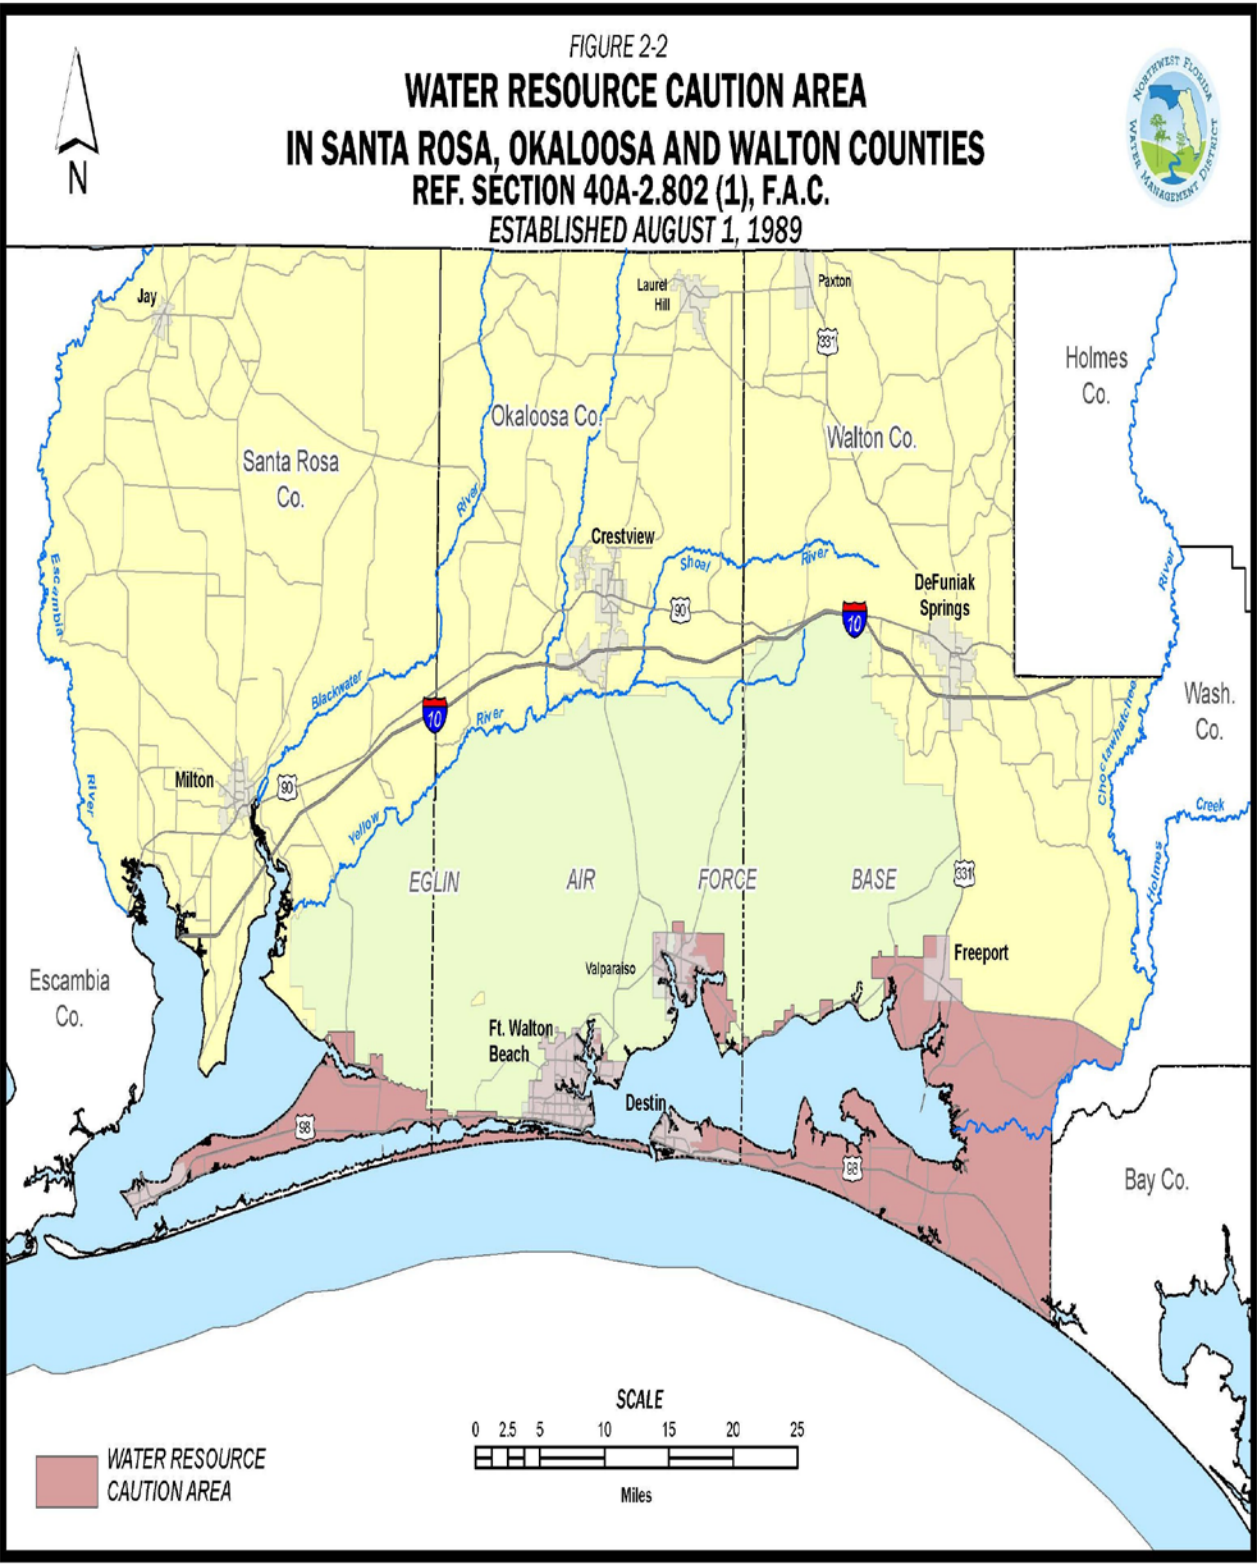 FIGURE 2-2
WATER RESOURCE CAUTION AREA
IN SANTA ROSA, OKALOOSA AND WALTON COUNTIES
REF. SECTION 40A-2.802 (1), F.A.C.
ESTABLISHED AUGUST 1, 1989
N
NORTHWEST FLORIDA
WATER MANAGEMENT DISTRICT
Jay
Laurel
Hill
Paxton
331
Holmes
Co.
Okaloosa Co.
Walton Co.
Santa Rosa
Co.
River
Crestview
Shoal
River
River
Escambia
DeFuniak
Springs
90
10
Blackwater
10
River
Choctawhatchee
Wash.
Co.
Milton
90
River
Yellow
Creek
Holmes
EGLIN
AIR
FORCE
BASE
331
Escambia
Co.
Valparaiso
Freeport
Ft. Walton
Beach
Destin
98
98
Bay Co.
SCALE
0 2.5 5 10 15 20 25
Miles
WATER RESOURCE
CAUTION AREA